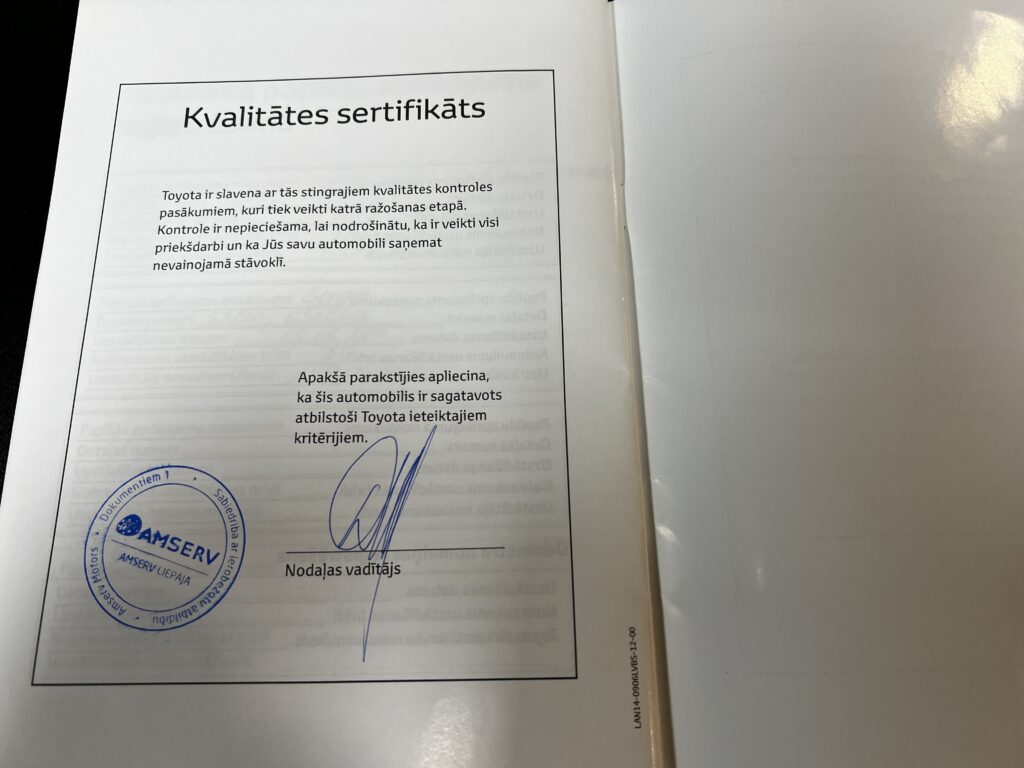 Kvalitātes sertifikāts
Toyota ir slavena ar tās stingrajiem kvalitātes kontroles
pasākumiem, kuri tiek veikti katrā ražošanas etapā.
Kontrole ir nepieciešama, lai nodrošinātu, ka ir veikti visi
priekšdarbi un ka Jūs savu automobili saņemat
nevainojamā stāvoklī.
Apakšā parakstījies apliecina,
ka šis automobilis ir sagatavots
atbilstoši Toyota ieteiktajiem
kritērijiem.
Nodaļas vadītājs
Dokumentiem 1
Sabiedrība ar ierobežotu atbildību
Amserv Motors
AMSERV
AMSERV LIEPĀJA
LAN14-0906LVBS-12-00